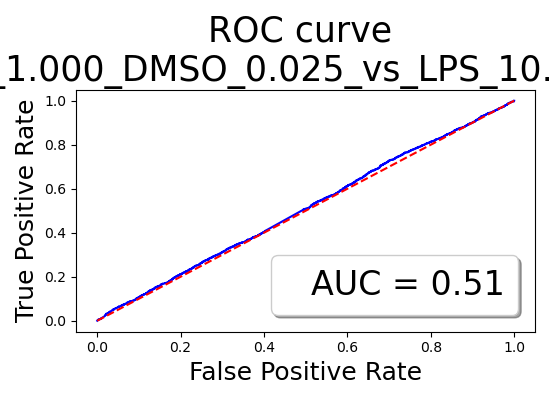 ROC curve
_1.000_DMSO_0.025_vs_LPS_10.
1.0
0.8
0.6
0.4
0.2
0.0
True Positive Rate
AUC = 0.51
0.0 0.2 0.4 0.6 0.8 1.0
False Positive Rate